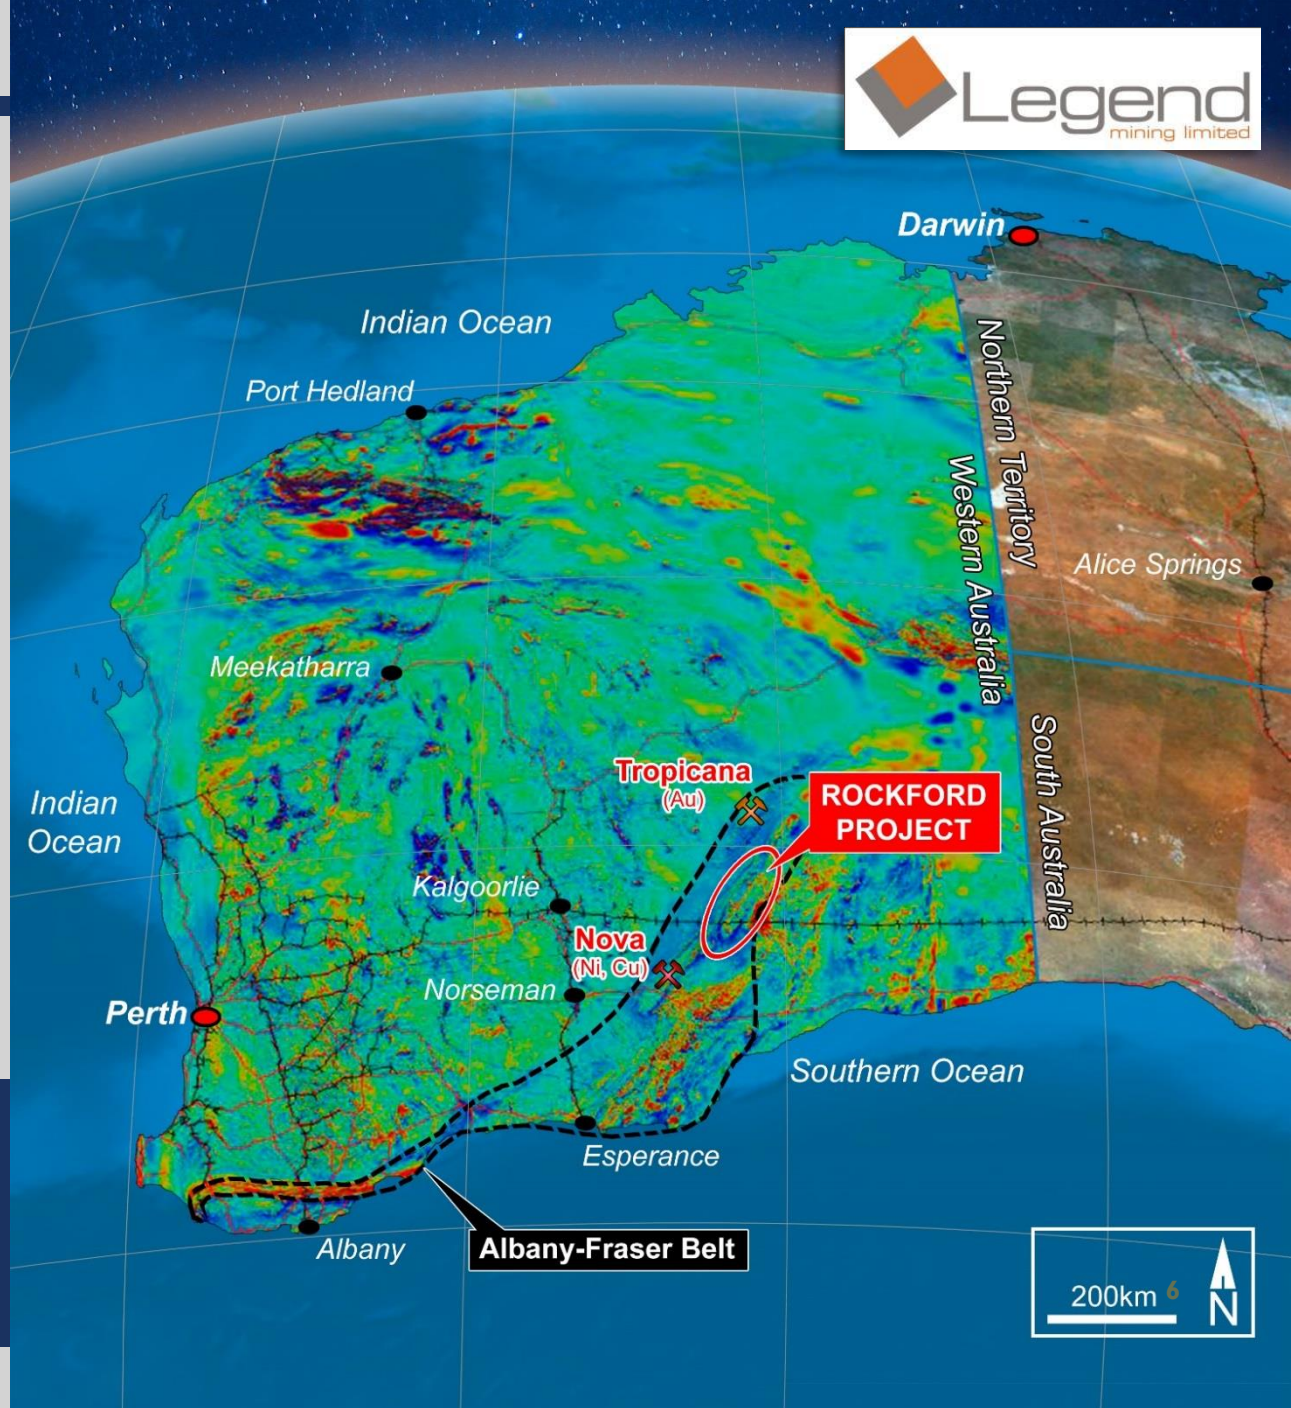 Legend
mining limited
Darwin
Indian Ocean
Port Hedland
Northern Territory
Western Australia
Alice Springs
Meekatharra
South Australia
Tropicana
(Au)
ROCKFORD
PROJECT
Indian
Ocean
Kalgoorlie
Nova
(Ni, Cu)
Norseman
Perth
Southern Ocean
Esperance
Albany
Albany-Fraser Belt
200km
6
N